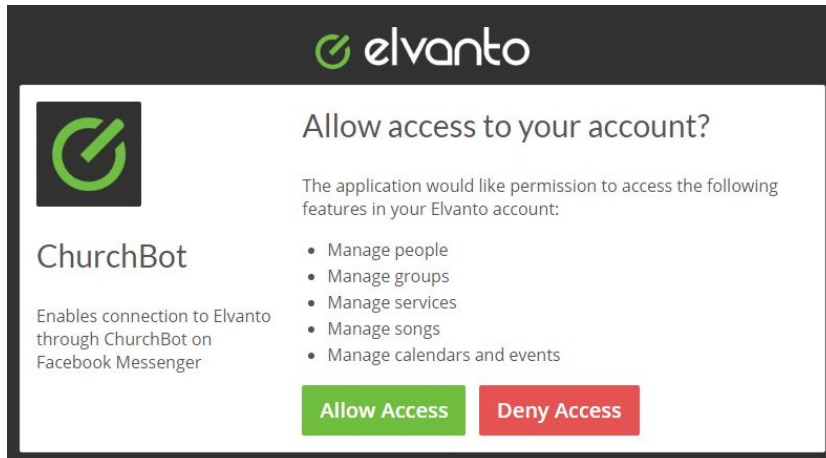 elvanto
Allow access to your account?
The application would like permission to access the following
features in your Elvanto account:
Manage people
Manage groups
Manage services
Manage songs
Manage calendars and events
Allow Access
Deny Access
ChurchBot
Enables connection to Elvanto
through ChurchBot on
Facebook Messenger